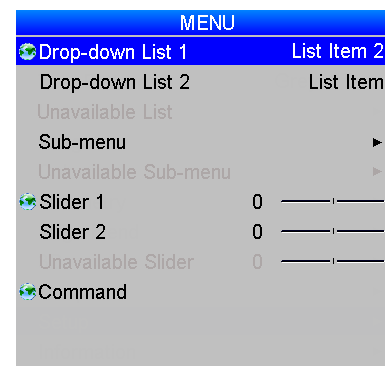 MENU
Drop-down List 1 List Item 2
Drop-down List 2 List Item
Unavailable List
Sub-menu
Unavailable Sub-menu
Slider 1 0
Slider 2 0
Unavailable Slider 0
Command